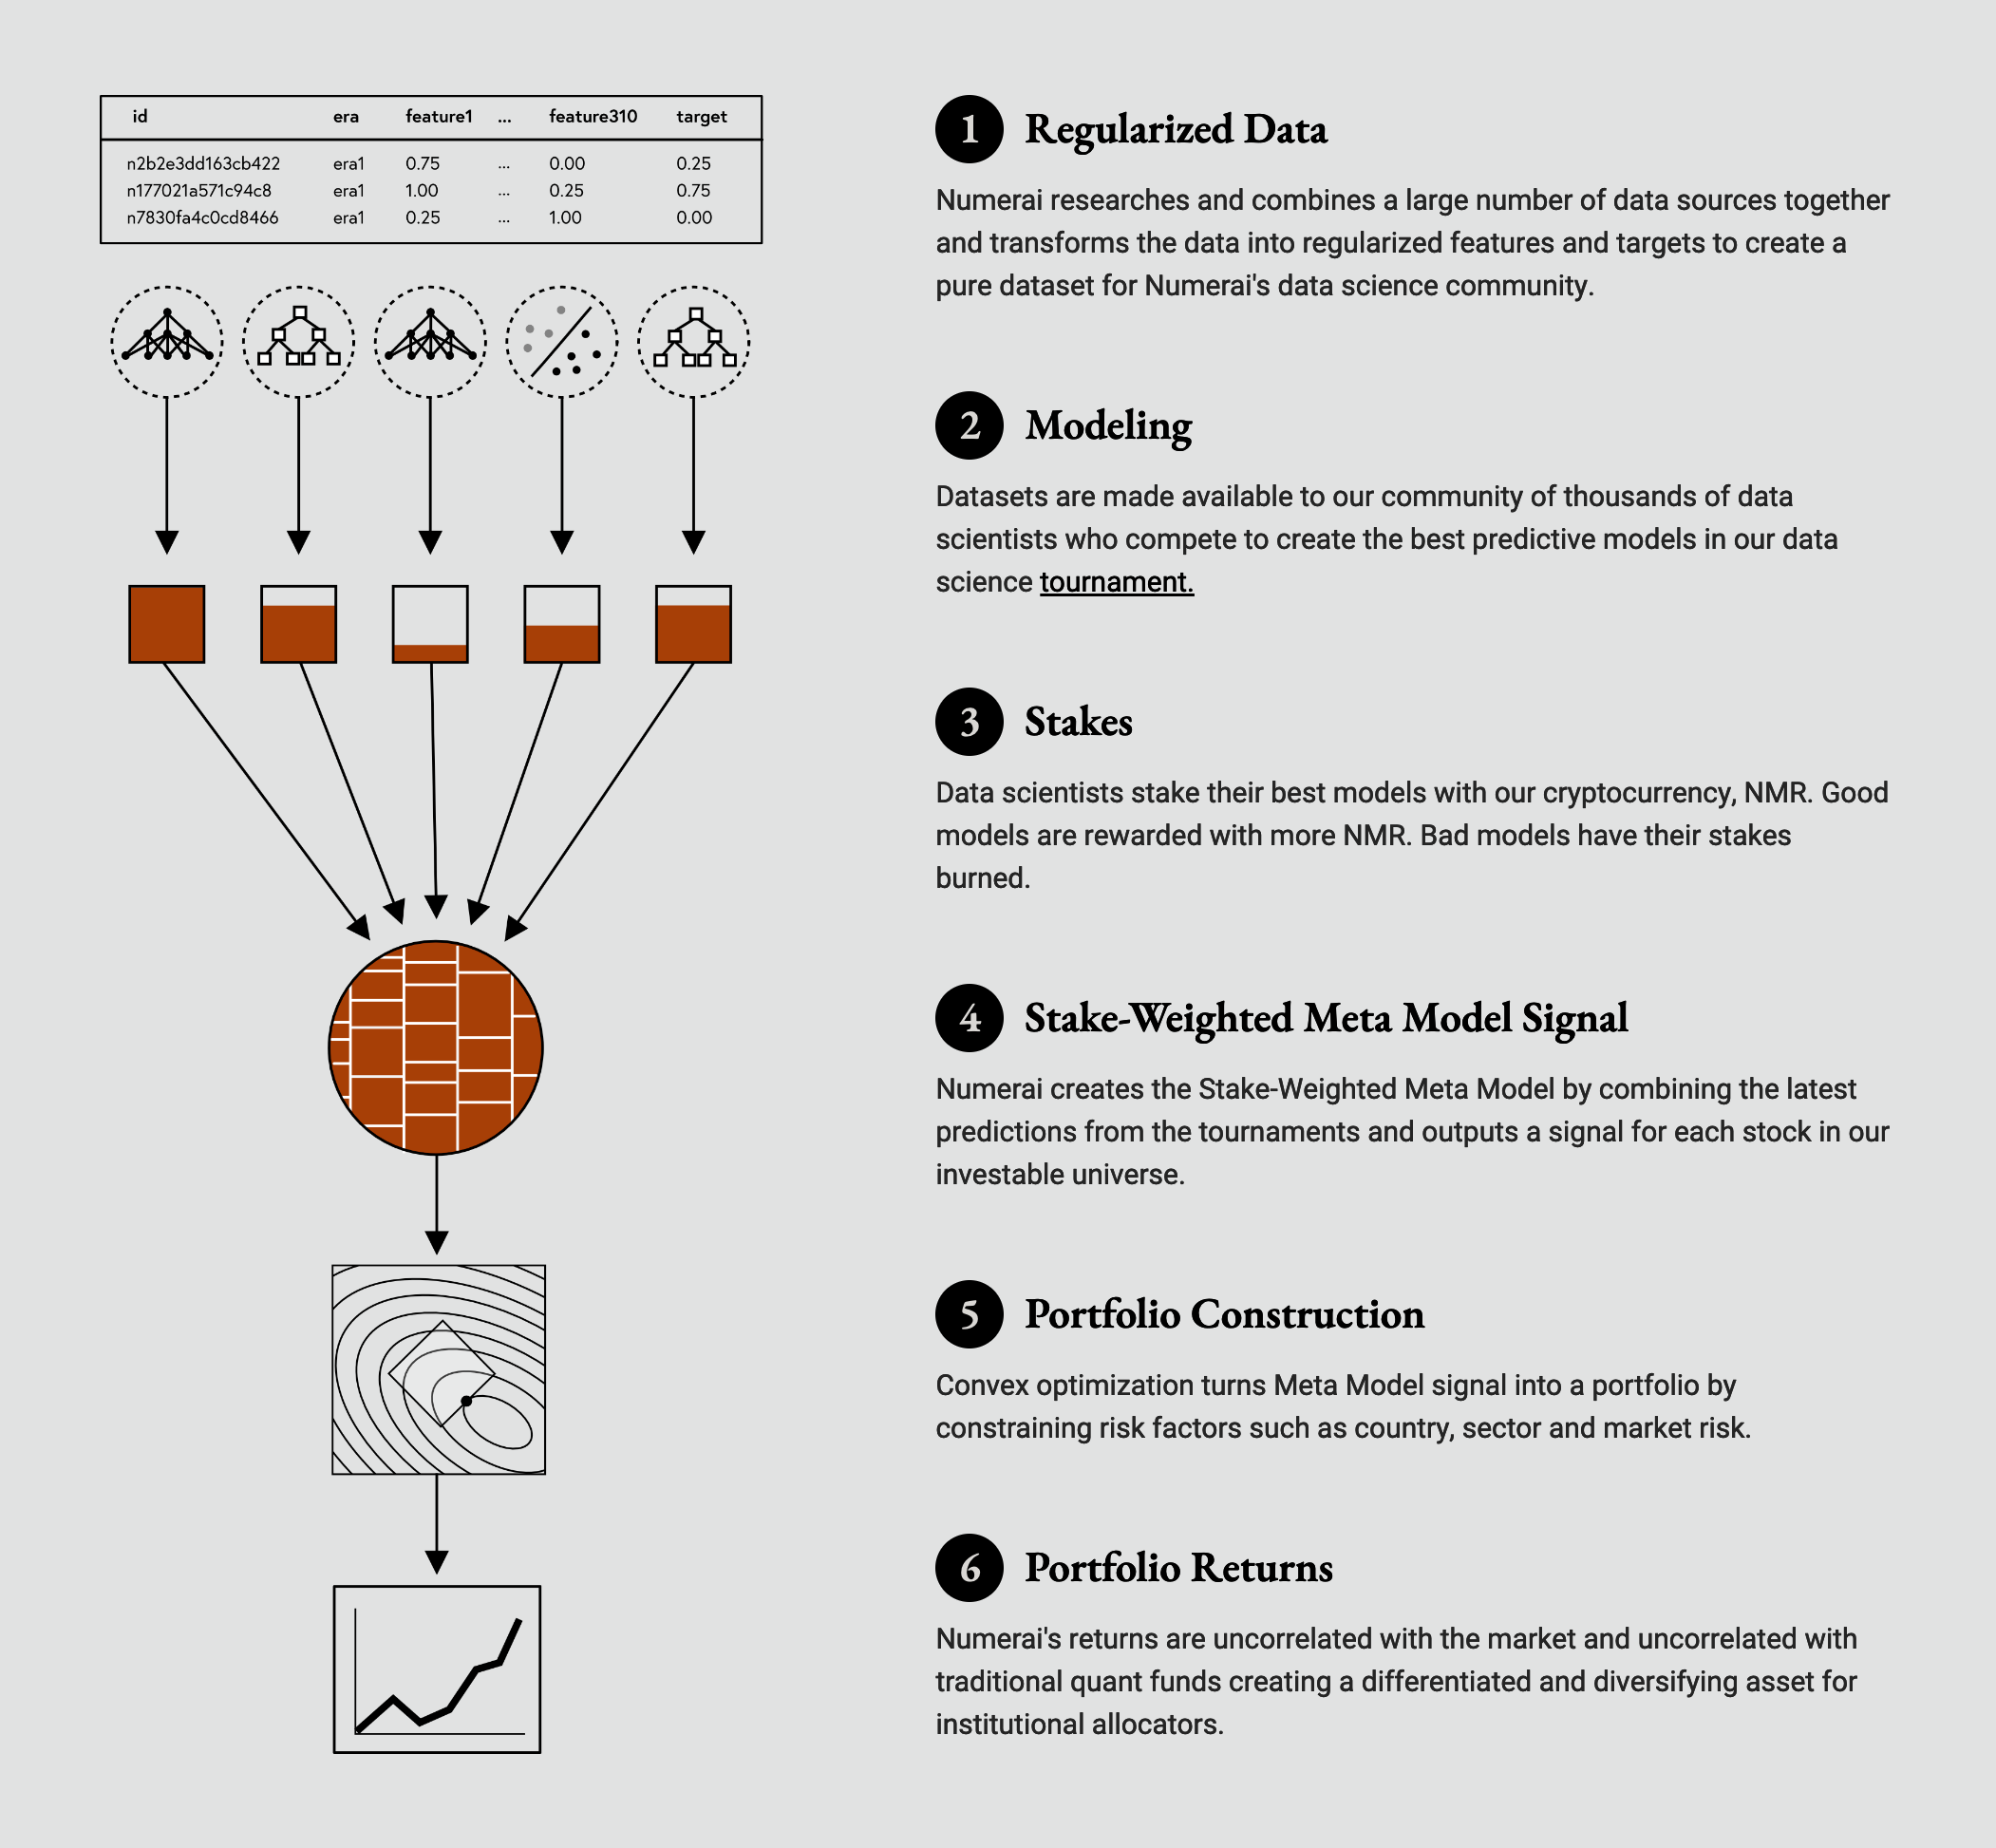 id era feature1 ... feature310 target
n2b2e3dd163cb422 era1 0.75 ... 0.00 0.25
n177021a571c94c8 era1 1.00 ... 0.25 0.75
n7830fa4c0cd8466 era1 0.25 ... 1.00 0.00
1 Regularized Data
Numerai researches and combines a large number of data sources together
and transforms the data into regularized features and targets to create a
pure dataset for Numerai's data science community.
2 Modeling
Datasets are made available to our community of thousands of data
scientists who compete to create the best predictive models in our data
science tournament.
3 Stakes
Data scientists stake their best models with our cryptocurrency, NMR. Good
models are rewarded with more NMR. Bad models have their stakes
burned.
4 Stake-Weighted Meta Model Signal
Numerai creates the Stake-Weighted Meta Model by combining the latest
predictions from the tournaments and outputs a signal for each stock in our
investable universe.
5 Portfolio Construction
Convex optimization turns Meta Model signal into a portfolio by
constraining risk factors such as country, sector and market risk.
6 Portfolio Returns
Numerai's returns are uncorrelated with the market and uncorrelated with
traditional quant funds creating a differentiated and diversifying asset for
institutional allocators.